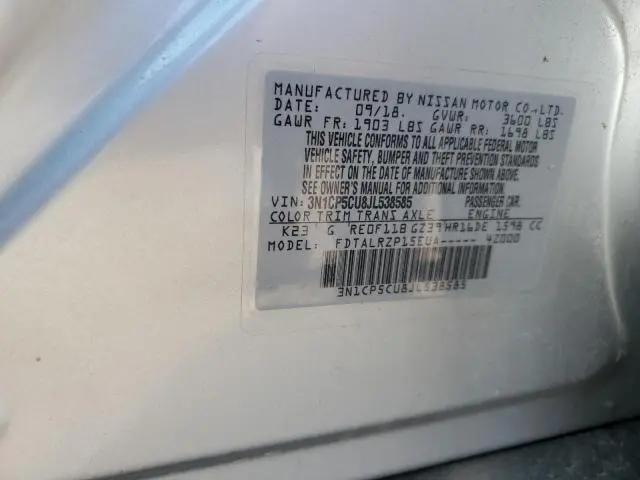 MANUFACTURED BY NISSAN MOTOR CO.,LTD.
DATE: 09/18. GVWR: 3600 LBS
GAWR FR: 1903 LBS GAWR RR: 1698 LBS
THIS VEHICLE CONFORMS TO ALL APPLICABLE FEDERAL MOTOR
VEHICLE SAFETY, BUMPER AND THEFT PREVENTION STANDARDS
IN EFFECT ON THE DATE OF MANUFACTURE SHOWN ABOVE.
SEE OWNER'S MANUAL FOR ADDITIONAL INFORMATION.
VIN: 3N1CP5CU8JL538585 PASSENGER CAR.
COLOR TRIM TRANS AXLE ENGINE
K23 G RE0F11B GZ39 HR16DE 1598 CC
MODEL: FDTALRZP15EUA----- 42000
3N1CP5CU8JL538585